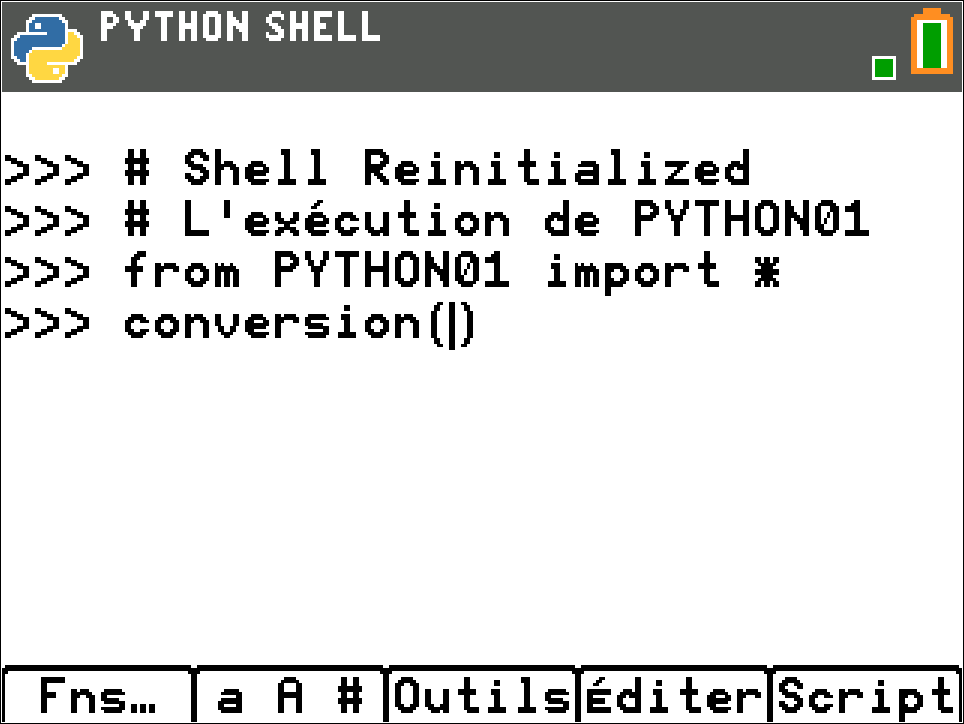 PYTHON SHELL
>>> # Shell Reinitialized
>>> # L'exécution de PYTHON01
>>> from PYTHON01 import *
>>> conversion()
Fns… a A # Outils Éditer Script